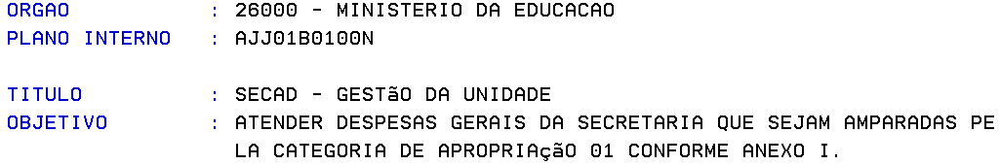 ORGAO : 26000 - MINISTERIO DA EDUCACAO
PLANO INTERNO : AJJ01B0100N
TITULO : SECAD - GESTãO DA UNIDADE
OBJETIVO : ATENDER DESPESAS GERAIS DA SECRETARIA QUE SEJAM AMPARADAS PE
LA CATEGORIA DE APROPRIAçãO 01 CONFORME ANEXO I.